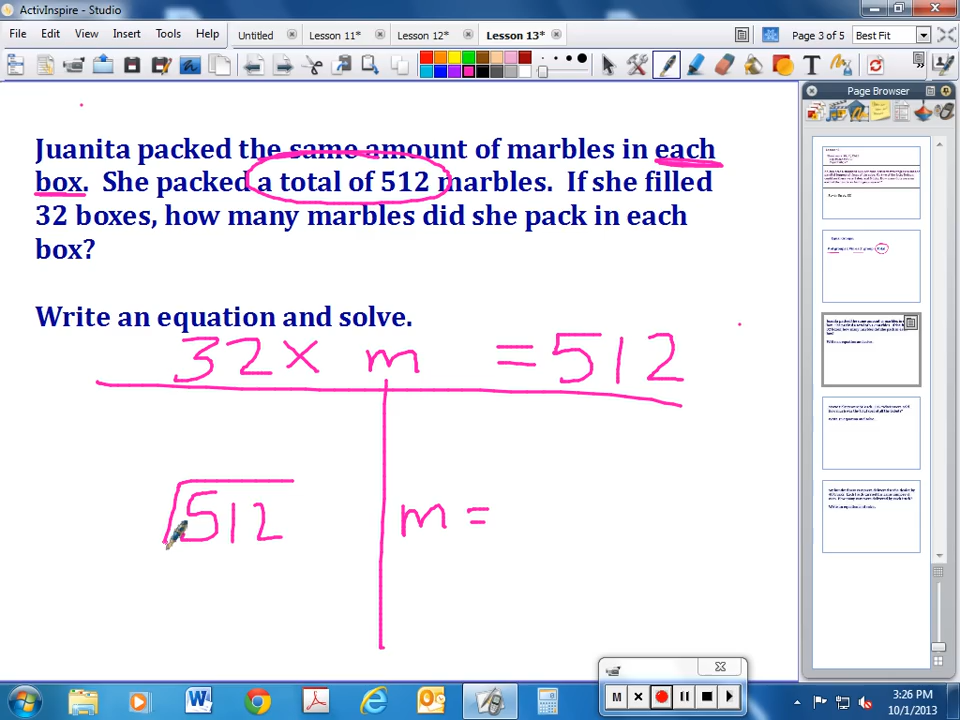 ActivInspire - Studio
File Edit View Insert Tools Help Untitled Lesson 11* Lesson 12* Lesson 13* Page 3 of 5 Best Fit
Page Browser
Juanita packed the same amount of marbles in each
box. She packed a total of 512 marbles. If she filled
32 boxes, how many marbles did she pack in each
box?
Write an equation and solve.
32 x m = 512
512 m =
M
3:26 PM
10/1/2013